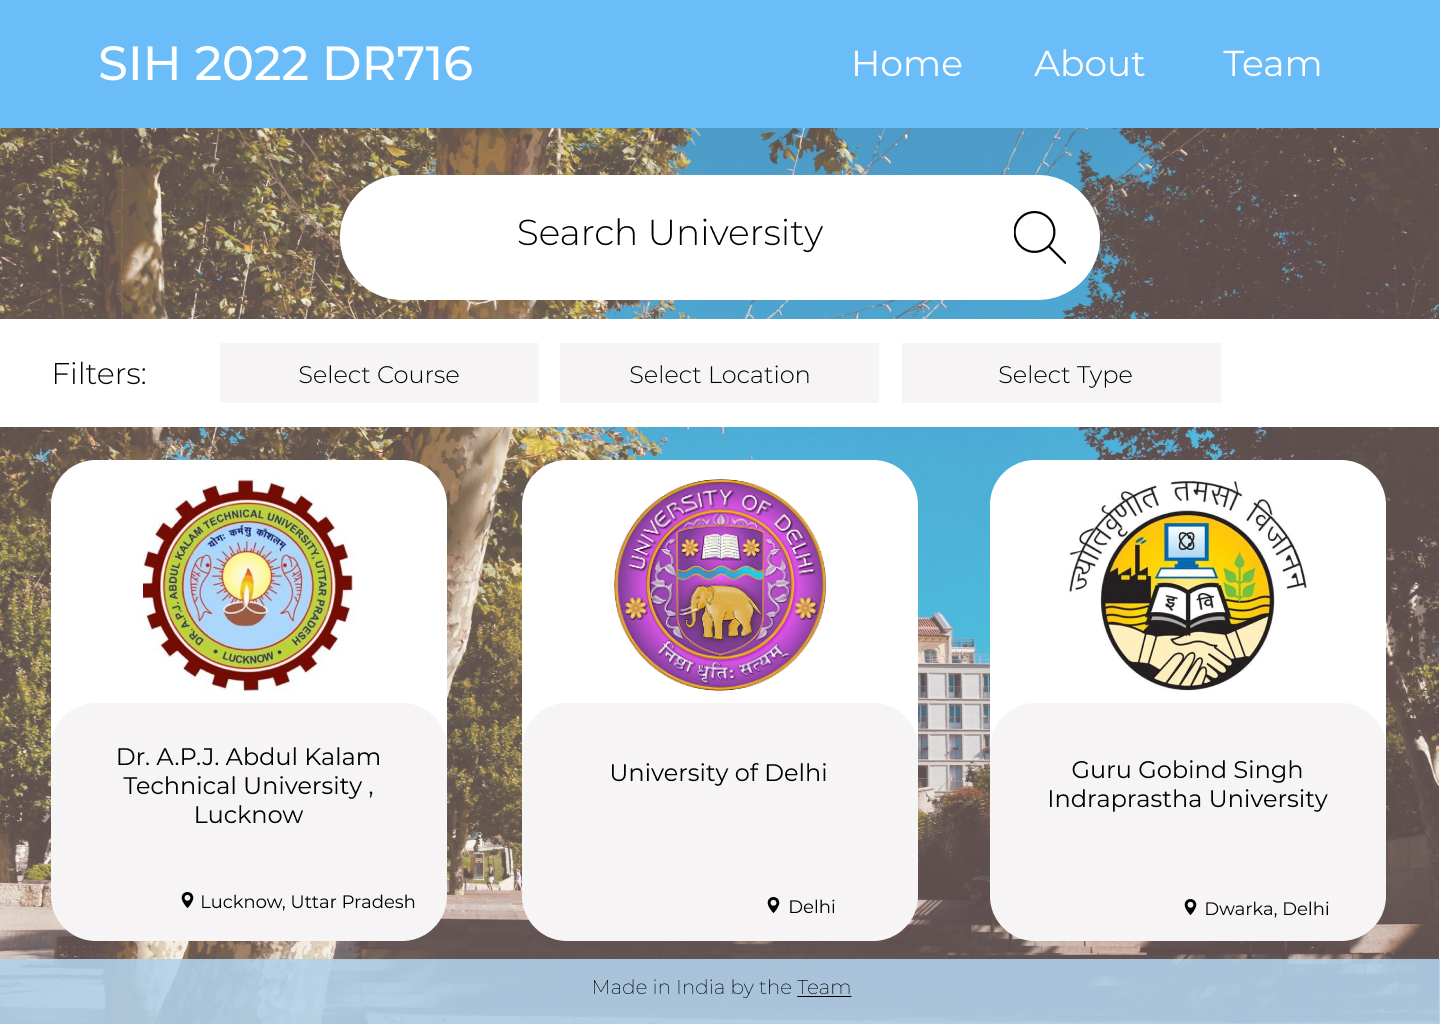 SIH 2022 DR716
Home
About
Team
Search University
Filters:
Select Course
Select Location
Select Type
DR. A.P.J. ABDUL KALAM TECHNICAL UNIVERSITY, UTTAR PRADESH
योगः कर्मसु कौशलम्
• LUCKNOW •
UNIVERSITY OF DELHI
निष्ठा धृतिः सत्यम्
ज्योतिर्वृणीत तमसो विजानन
इ वि
Dr. A.P.J. Abdul Kalam
Technical University ,
Lucknow
Lucknow, Uttar Pradesh
University of Delhi
Delhi
Guru Gobind Singh
Indraprastha University
Dwarka, Delhi
Made in India by the Team